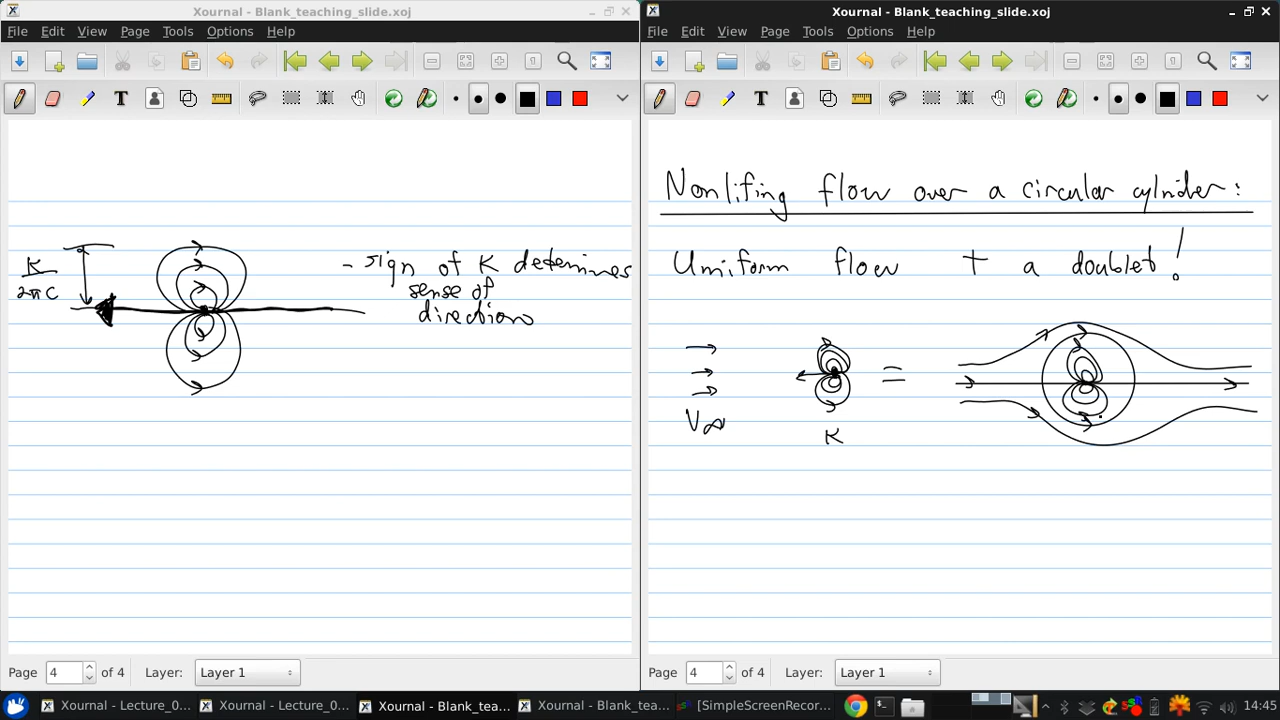 Xournal - Blank_teaching_slide.xoj
File Edit View Page Tools Options Help
K
2πC
- sign of K determines
sense of
directions
Page 4 of 4 Layer: Layer 1
Xournal - Blank_teaching_slide.xoj
File Edit View Page Tools Options Help
Nonlifing flow over a circular cylinder:
Uniform flow + a doublet!
=
V∞
K
Page 4 of 4 Layer: Layer 1
Xournal - Lecture_0... Xournal - Lecture_0... Xournal - Blank_tea... Xournal - Blank_tea... [SimpleScreenRecor... 14:45